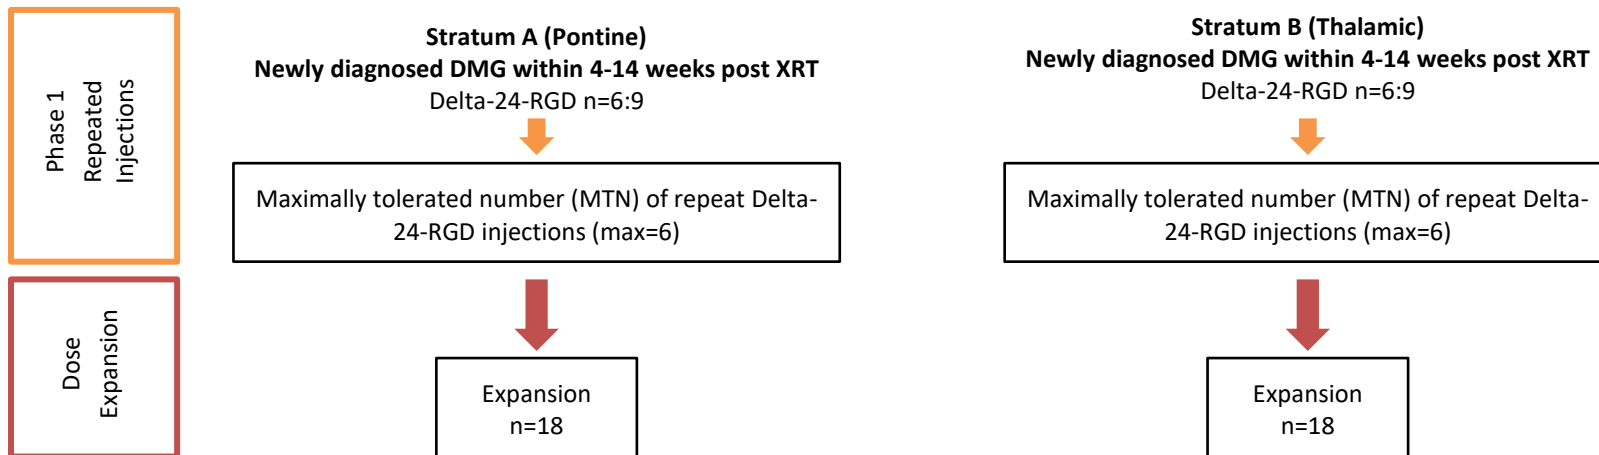 Phase 1
Repeated
Injections
Stratum A (Pontine)
Newly diagnosed DMG within 4-14 weeks post XRT
Delta-24-RGD n=6:9
Maximally tolerated number (MTN) of repeat Delta-
24-RGD injections (max=6)
Stratum B (Thalamic)
Newly diagnosed DMG within 4-14 weeks post XRT
Delta-24-RGD n=6:9
Maximally tolerated number (MTN) of repeat Delta-
24-RGD injections (max=6)
Dose
Expansion
Expansion
n=18
Expansion
n=18